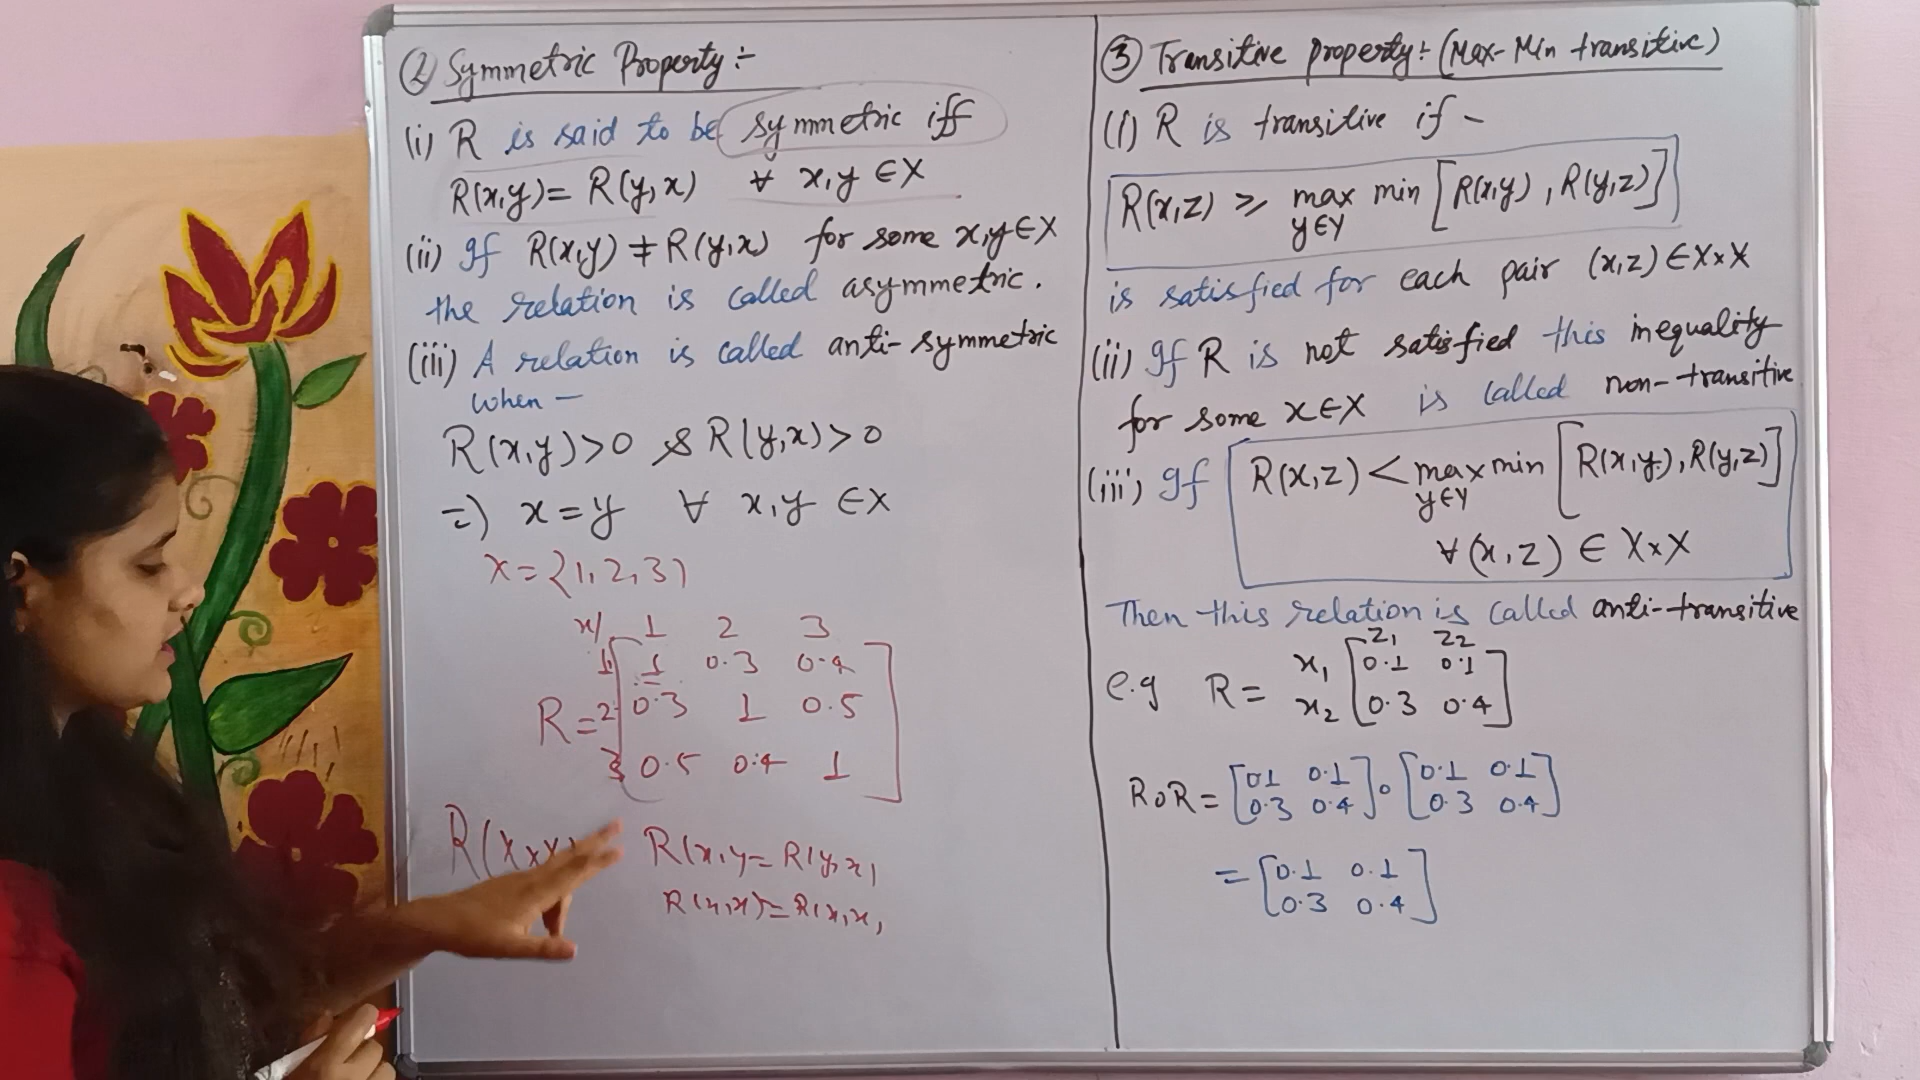 ② Symmetric Property :-
(i) R is said to be symmetric iff
R(x,y) = R(y,x) ∀ x,y ∈ X
(ii) If R(x,y) ≠ R(y,x) for some x,y ∈ X
the relation is called asymmetric.
(iii) A relation is called anti-symmetric
when —
R(x,y) > 0 & R(y,x) > 0
=) x = y ∀ x,y ∈ X
X = {1,2,3}
x/ 1 2 3
1 1 0.3 0.4
R = 2 0.3 1 0.5
3 0.5 0.4 1
R(X×X)
R(x,y = R(y,x)
R(x,x) = R(x,x,
③ Transitive property :- (Max-Min transitive)
(i) R is transitive if -
R(x,z) ≥ max min [R(x,y), R(y,z)]
y∈Y
is satisfied for each pair (x,z) ∈ X×X
(ii) If R is not satisfied this inequality
for some x ∈ X is called non-transitive
(iii) If R(x,z) < max min [R(x,y), R(y,z)]
y∈Y
∀ (x,z) ∈ X×X
Then this relation is called anti-transitive
z₁ z₂
e.g R = x₁ [0.1 0.1
x₂ 0.3 0.4]
RoR = [0.1 0.1 ] o [0.1 0.1]
0.3 0.4 0.3 0.4
= [0.1 0.1
0.3 0.4]